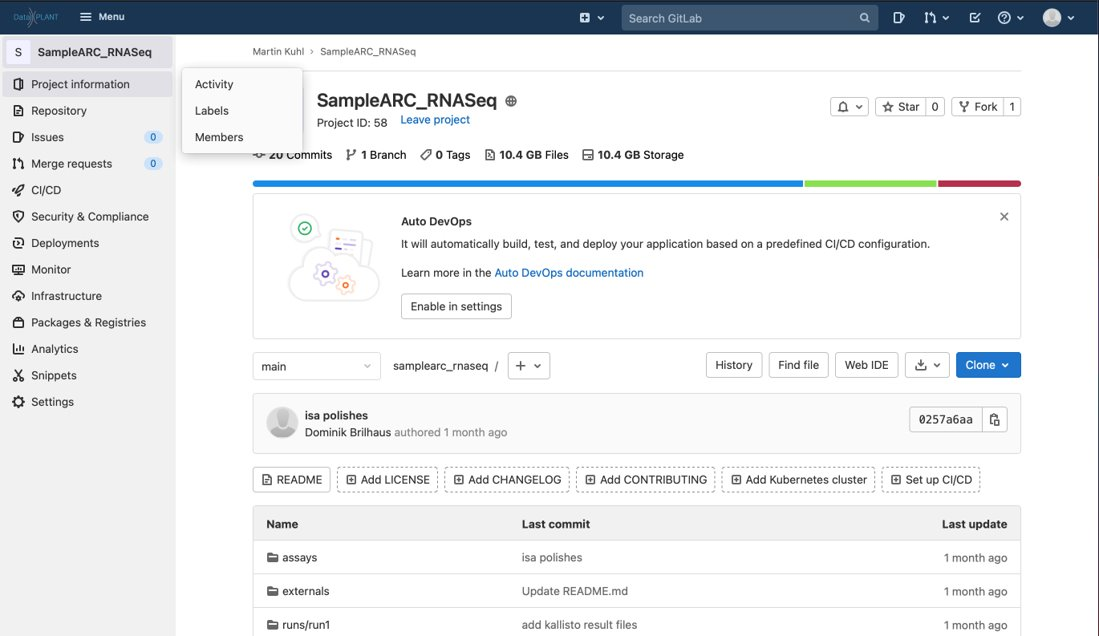 DataPLANT Menu Search GitLab
S SampleARC_RNASeq
Project information
Repository
Issues 0
Merge requests 0
CI/CD
Security & Compliance
Deployments
Monitor
Infrastructure
Packages & Registries
Analytics
Snippets
Settings
Activity
Labels
Members
Martin Kuhl › SampleARC_RNASeq
SampleARC_RNASeq
Project ID: 58 Leave project
Star 0 Fork 1
20 Commits 1 Branch 0 Tags 10.4 GB Files 10.4 GB Storage
Auto DevOps
It will automatically build, test, and deploy your application based on a predefined CI/CD configuration.
Learn more in the Auto DevOps documentation
Enable in settings
main samplearc_rnaseq / + History Find file Web IDE Clone
isa polishes
Dominik Brilhaus authored 1 month ago
0257a6aa
README Add LICENSE Add CHANGELOG Add CONTRIBUTING Add Kubernetes cluster Set up CI/CD
Name Last commit Last update
assays isa polishes 1 month ago
externals Update README.md 1 month ago
runs/run1 add kallisto result files 1 month ago